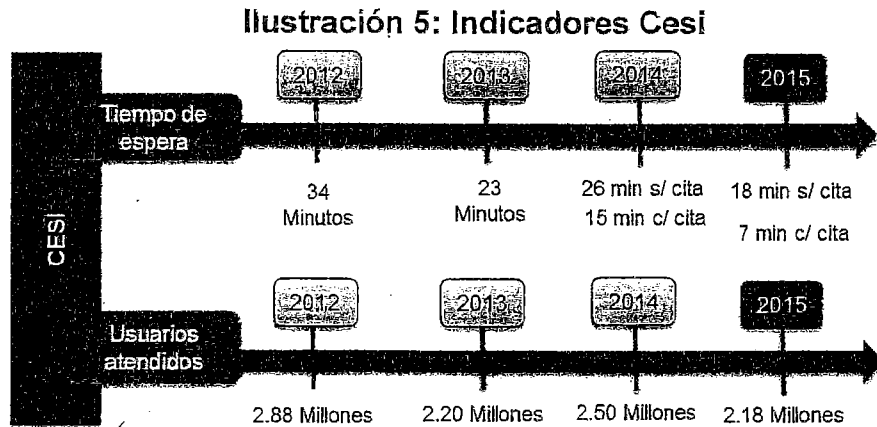 Ilustración 5: Indicadores Cesi
CESI
Tiempo de
espera
2012
2013
2014
2015
34
Minutos
23
Minutos
26 min s/ cita
15 min c/ cita
18 min s/ cita
7 min c/ cita
Usuarios
atendidos
2012
2013
2014
2015
2.88 Millones
2.20 Millones
2.50 Millones
2.18 Millones